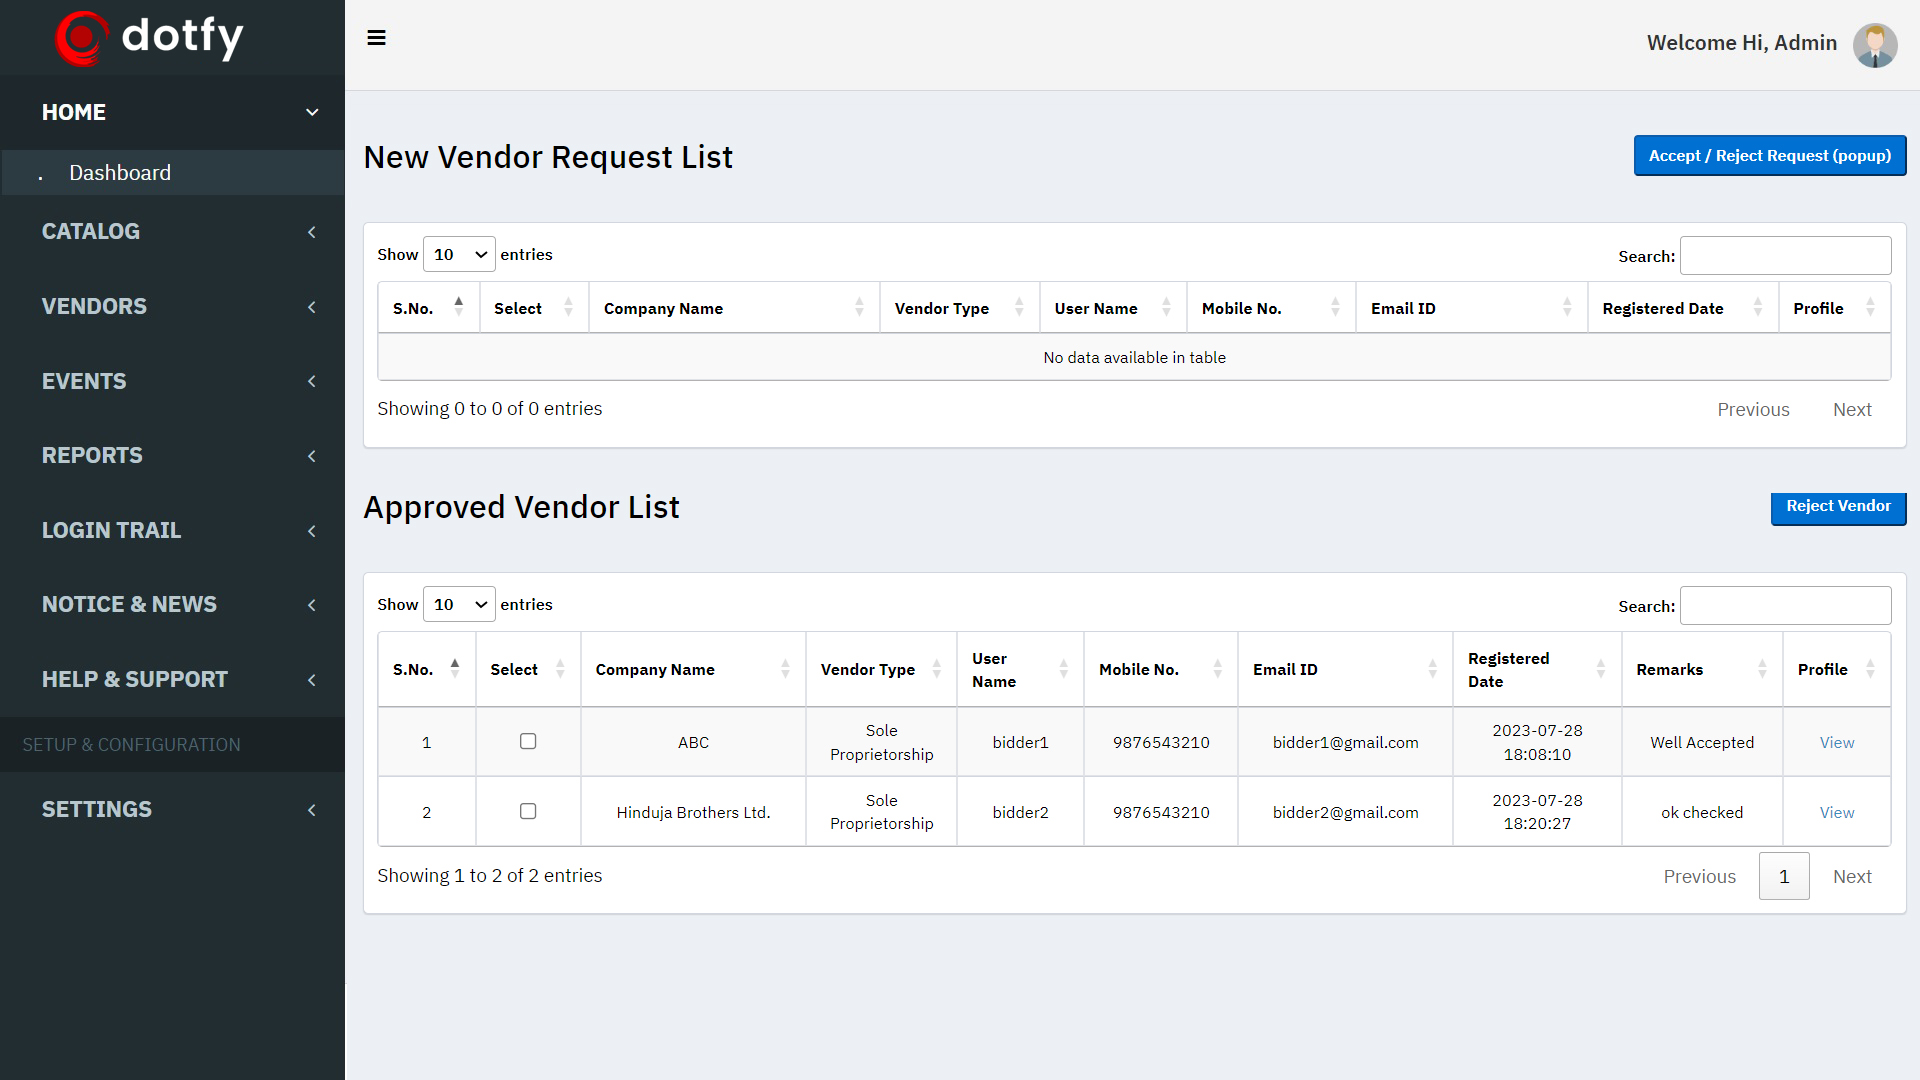 dotfy
Welcome Hi, Admin
HOME
. Dashboard
CATALOG
VENDORS
EVENTS
REPORTS
LOGIN TRAIL
NOTICE & NEWS
HELP & SUPPORT
SETUP & CONFIGURATION
SETTINGS
New Vendor Request List
Accept / Reject Request (popup)
Show 10 entries
Search:
S.No. Select Company Name Vendor Type User Name Mobile No. Email ID Registered Date Profile
No data available in table
Showing 0 to 0 of 0 entries
Previous Next
Approved Vendor List
Reject Vendor
Show 10 entries
Search:
S.No. Select Company Name Vendor Type User Name Mobile No. Email ID Registered Date Remarks Profile
1 ABC Sole Proprietorship bidder1 9876543210 bidder1@gmail.com 2023-07-28 18:08:10 Well Accepted View
2 Hinduja Brothers Ltd. Sole Proprietorship bidder2 9876543210 bidder2@gmail.com 2023-07-28 18:20:27 ok checked View
Showing 1 to 2 of 2 entries
Previous 1 Next